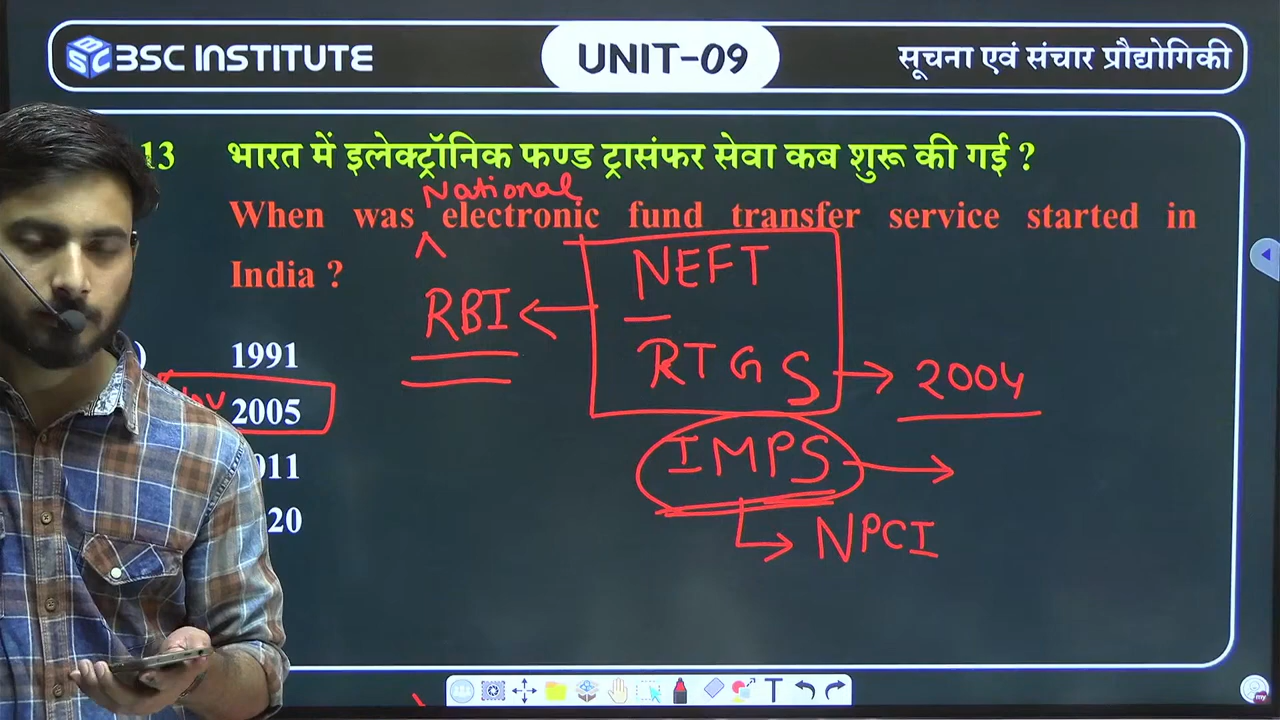 BSC INSTITUTE
UNIT-09
सूचना एवं संचार प्रौद्योगिकी
13 भारत में इलेक्ट्रॉनिक फण्ड ट्रासंफर सेवा कब शुरू की गई ?
National
When was electronic fund transfer service started in
India ?
NEFT
RBI
RTGS
2004
1991
2005
IMPS
11
20
NPCI